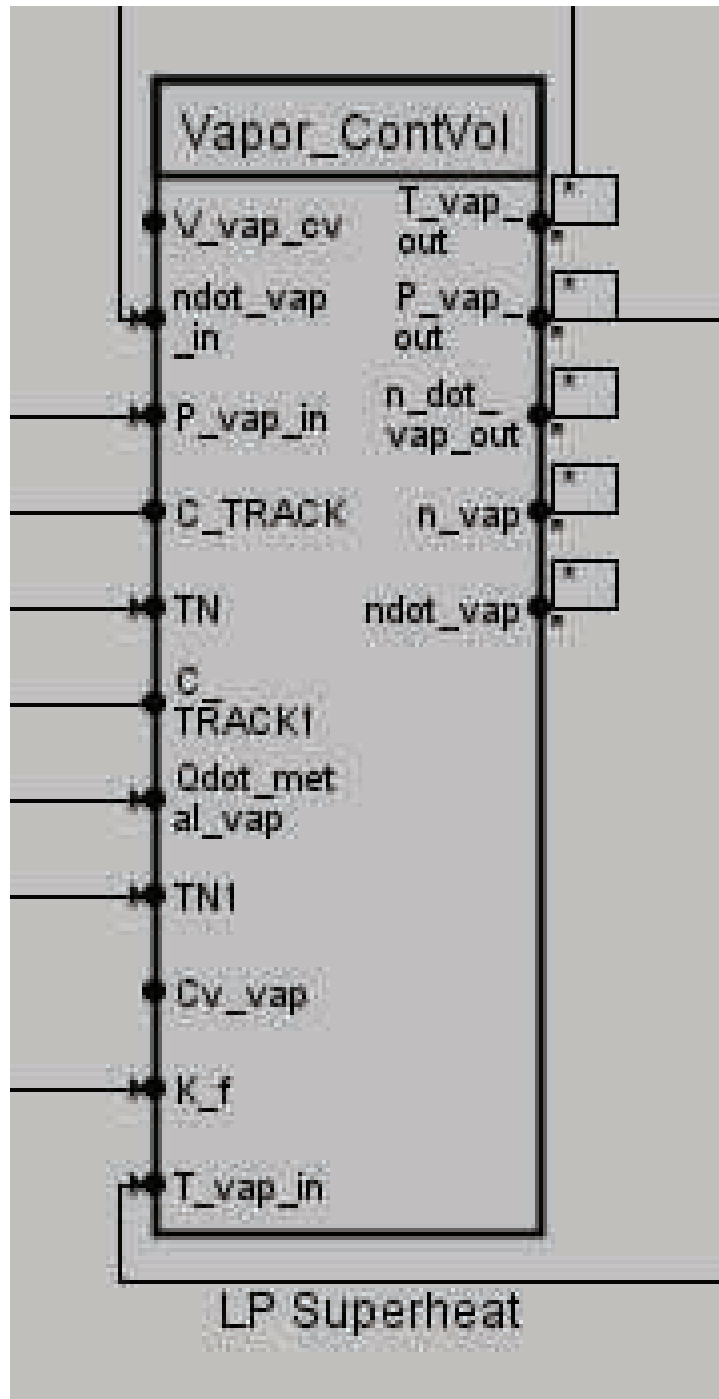 Vapor_ContVol
V_vap_cv
ndot_vap
_in
P_vap_in
C_TRACK
TN
C_
TRACK1
Qdot_met
al_vap
TN1
Cv_vap
K_f
T_vap_in
T_vap_
out
P_vap_
out
n_dot_
vap_out
n_vap
ndot_vap
LP Superheat